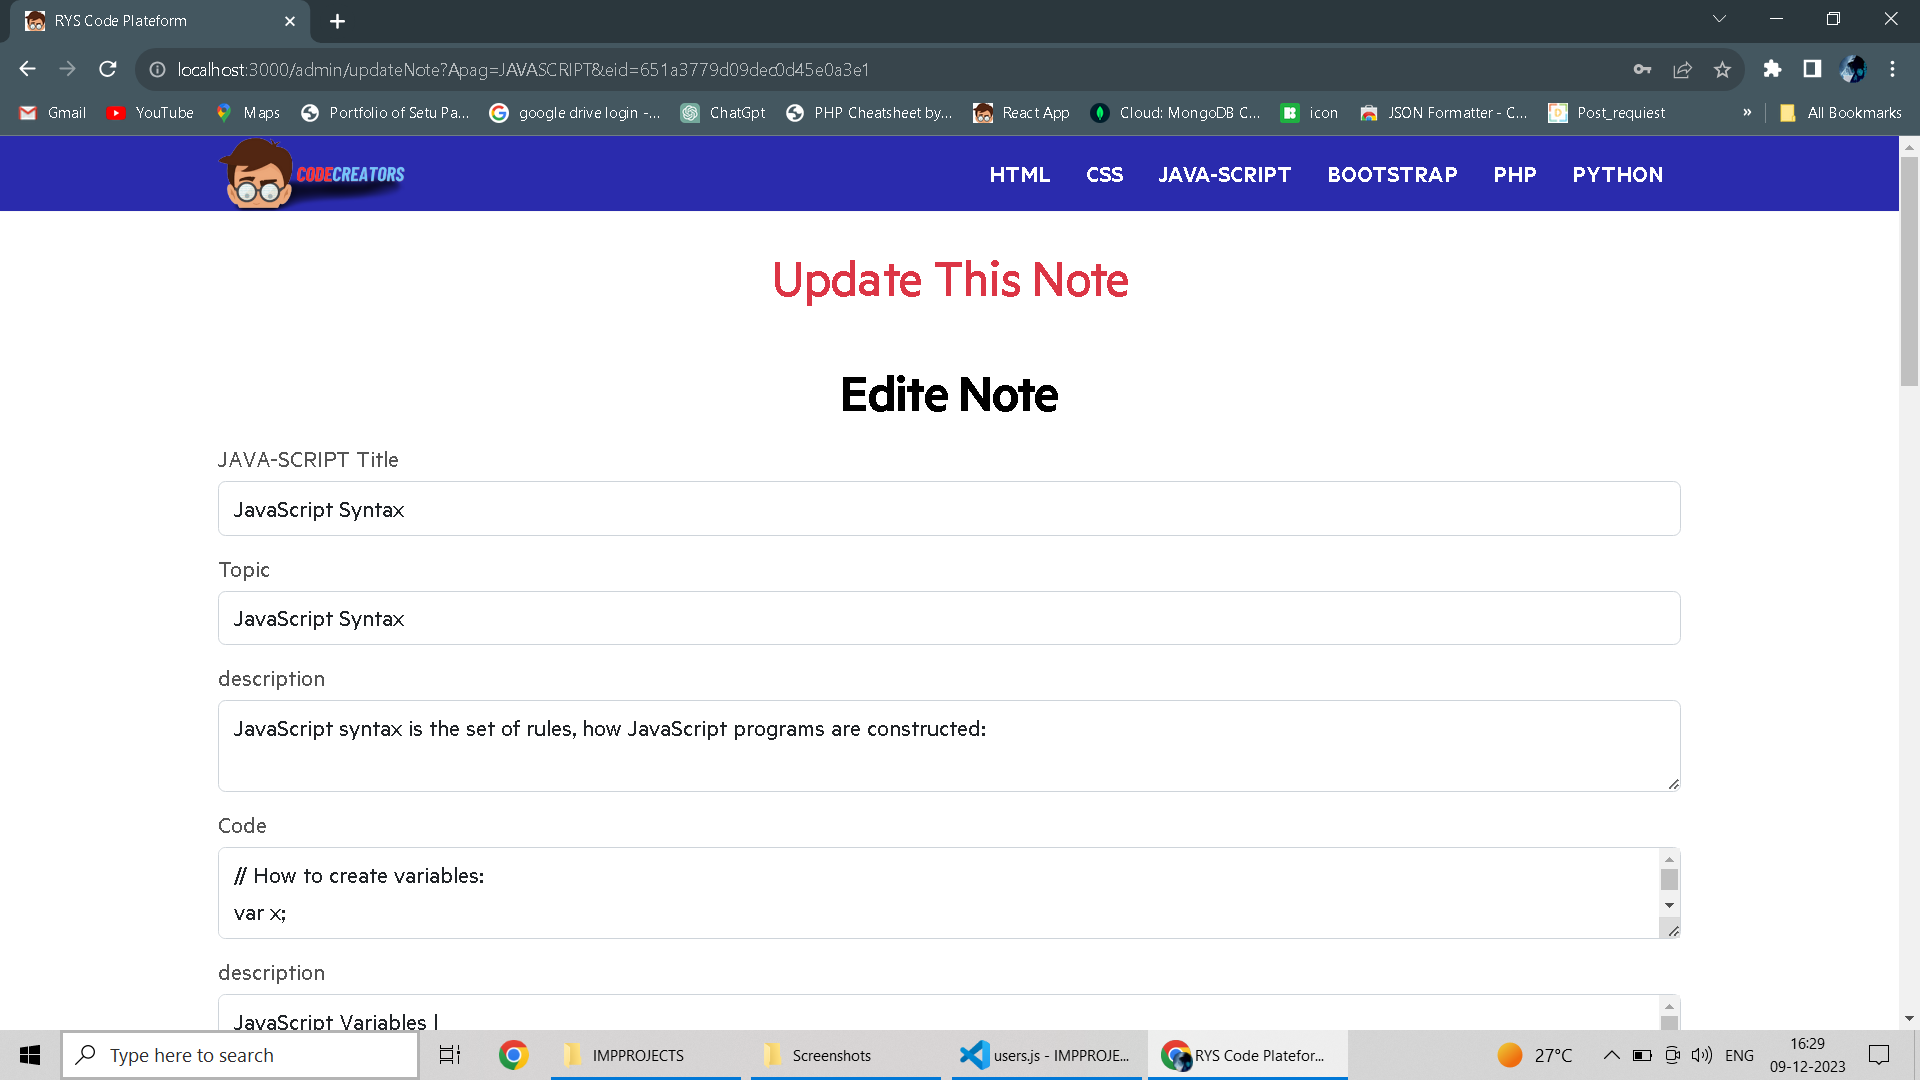 RYS Code Plateform
localhost:3000/admin/updateNote?Apag=JAVASCRIPT&eid=651a3779d09dec0d45e0a3e1
Gmail YouTube Maps Portfolio of Setu Pa... google drive login -... ChatGpt PHP Cheatsheet by... React App Cloud: MongoDB C... icon JSON Formatter - C... Post_requiest » All Bookmarks
CODECREATORS HTML CSS JAVA-SCRIPT BOOTSTRAP PHP PYTHON
Update This Note
Edite Note
JAVA-SCRIPT Title
JavaScript Syntax
Topic
JavaScript Syntax
description
JavaScript syntax is the set of rules, how JavaScript programs are constructed:
Code
// How to create variables:
var x;
description
JavaScript Variables |
Type here to search IMPPROJECTS Screenshots users.js - IMPPROJE... RYS Code Platefor... 27°C ENG 16:29
09-12-2023